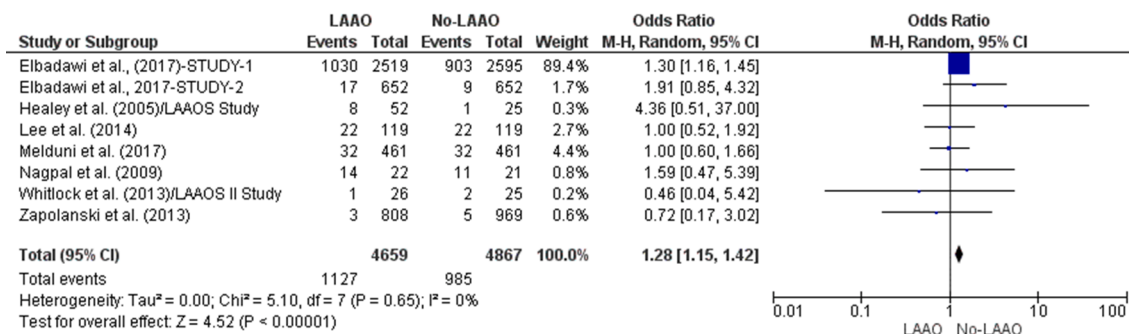 LAAO No-LAAO Odds Ratio Odds Ratio
Study or Subgroup Events Total Events Total Weight M-H, Random, 95% CI M-H, Random, 95% CI
Elbadawi et al., (2017)-STUDY-1 1030 2519 903 2595 89.4% 1.30 [1.16, 1.45]
Elbadawi et al., 2017-STUDY-2 17 652 9 652 1.7% 1.91 [0.85, 4.32]
Healey et al. (2005)/LAAOS Study 8 52 1 25 0.3% 4.36 [0.51, 37.00]
Lee et al. (2014) 22 119 22 119 2.7% 1.00 [0.52, 1.92]
Melduni et al. (2017) 32 461 32 461 4.4% 1.00 [0.60, 1.66]
Nagpal et al. (2009) 14 22 11 21 0.8% 1.59 [0.47, 5.39]
Whitlock et al. (2013)/LAAOS II Study 1 26 2 25 0.2% 0.46 [0.04, 5.42]
Zapolanski et al. (2013) 3 808 5 969 0.6% 0.72 [0.17, 3.02]
Total (95% CI) 4659 4867 100.0% 1.28 [1.15, 1.42]
Total events 1127 985
Heterogeneity: Tau² = 0.00; Chi² = 5.10, df = 7 (P = 0.65); I² = 0%
Test for overall effect: Z = 4.52 (P < 0.00001)
0.01 0.1 1 10 100
LAAO No-LAAO